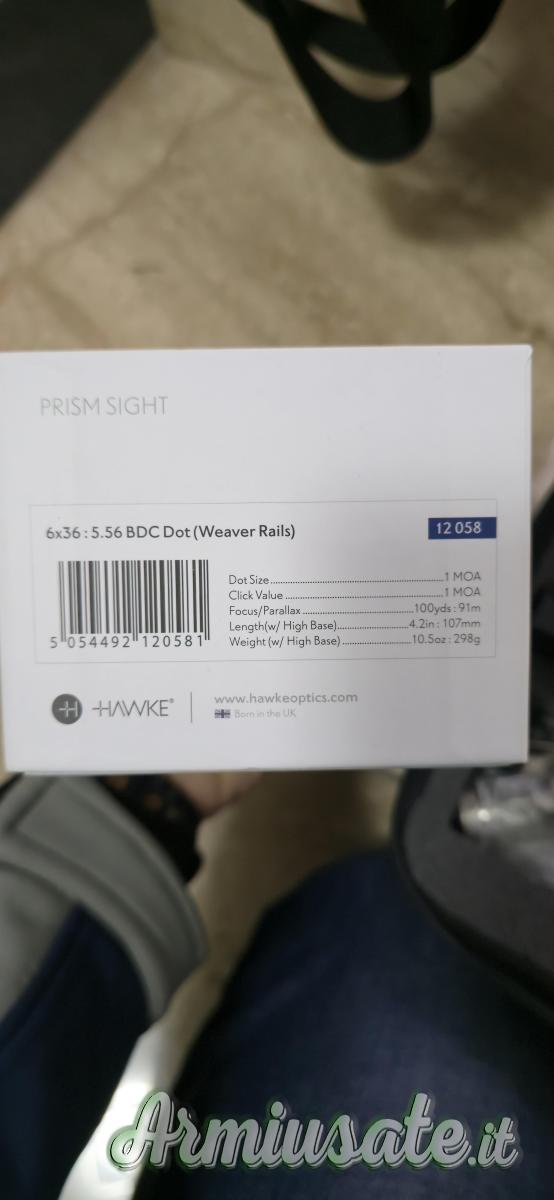 PRISM SIGHT
6x36 : 5.56 BDC Dot (Weaver Rails)
12 058
Dot Size 1 MOA
Click Value 1 MOA
Focus/Parallax 100yds : 91m
Length(w/ High Base) 4.2in : 107mm
Weight (w/ High Base) 10.5oz : 298g
5 054492 120581
HAWKE®
www.hawkeoptics.com
Born in the UK
Armiusate.it